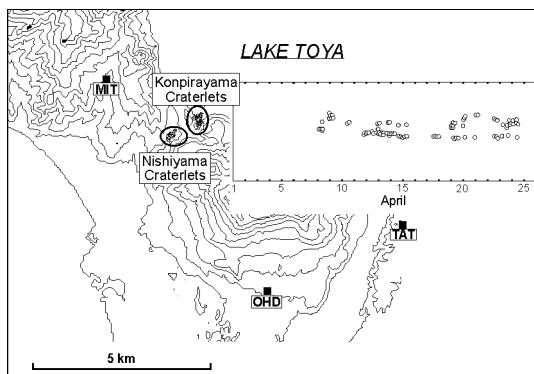 LAKE TOYA
MIT
Konpirayama
Craterlets
Nishiyama
Craterlets
1 5 10 15 20 25
April
TAT
OHD
5 km